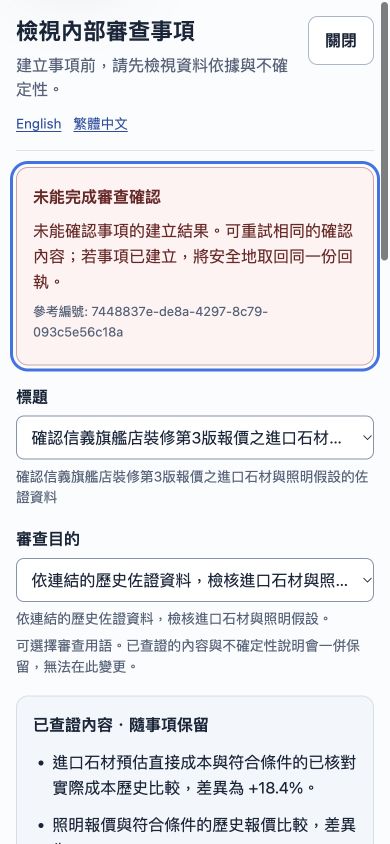 檢視內部審查事項
關閉
建立事項前，請先檢視資料依據與不確
定性。
English 繁體中文
未能完成審查確認
未能確認事項的建立結果。可重試相同的確認
內容；若事項已建立，將安全地取回同一份回
執。
參考編號: 7448837e-de8a-4297-8c79-
093c5e56c18a
標題
確認信義旗艦店裝修第3版報價之進口石材...
確認信義旗艦店裝修第3版報價之進口石材與照明假設的佐
證資料
審查目的
依連結的歷史佐證資料，檢核進口石材與照...
依連結的歷史佐證資料，檢核進口石材與照明假設。
可選擇審查用語。已查證的內容與不確定性說明會一併保
留，無法在此變更。
已查證內容 · 隨事項保留
• 進口石材預估直接成本與符合條件的已核對
實際成本歷史比較，差異為 +18.4%。
• 照明報價與符合條件的歷史報價比較，差異